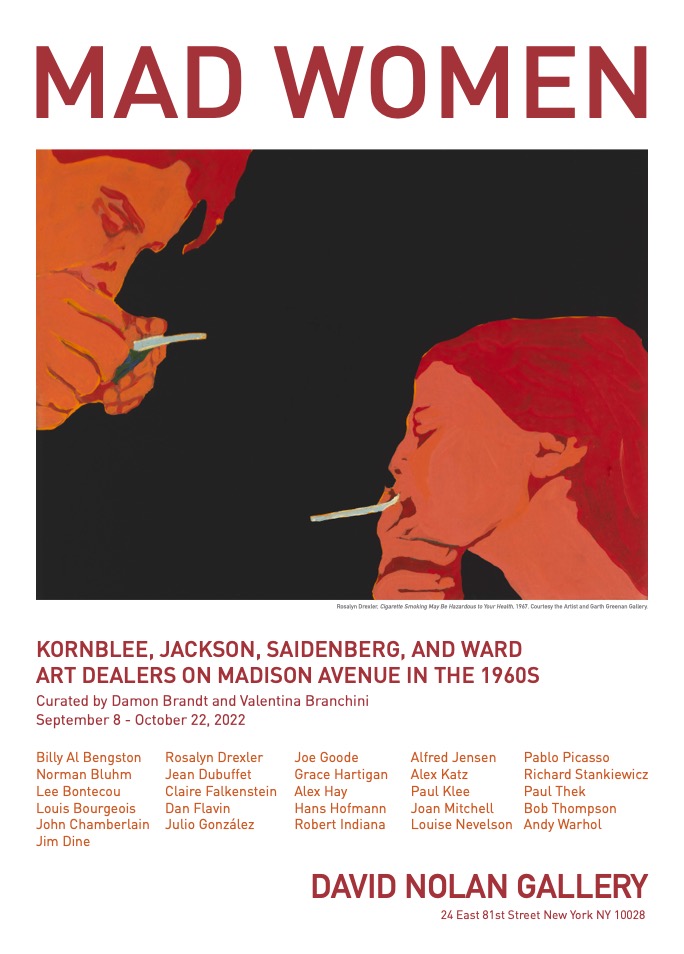 MAD WOMEN
Rosalyn Drexler, Cigarette Smoking May Be Hazardous to Your Health, 1967. Courtesy the Artist and Garth Greenan Gallery.
KORNBLEE, JACKSON, SAIDENBERG, AND WARD
ART DEALERS ON MADISON AVENUE IN THE 1960S
Curated by Damon Brandt and Valentina Branchini
September 8 - October 22, 2022
Billy Al Bengston
Norman Bluhm
Lee Bontecou
Louis Bourgeois
John Chamberlain
Jim Dine
Rosalyn Drexler
Jean Dubuffet
Claire Falkenstein
Dan Flavin
Julio González
Joe Goode
Grace Hartigan
Alex Hay
Hans Hofmann
Robert Indiana
Alfred Jensen
Alex Katz
Paul Klee
Joan Mitchell
Louise Nevelson
Pablo Picasso
Richard Stankiewicz
Paul Thek
Bob Thompson
Andy Warhol
DAVID NOLAN GALLERY
24 East 81st Street New York NY 10028